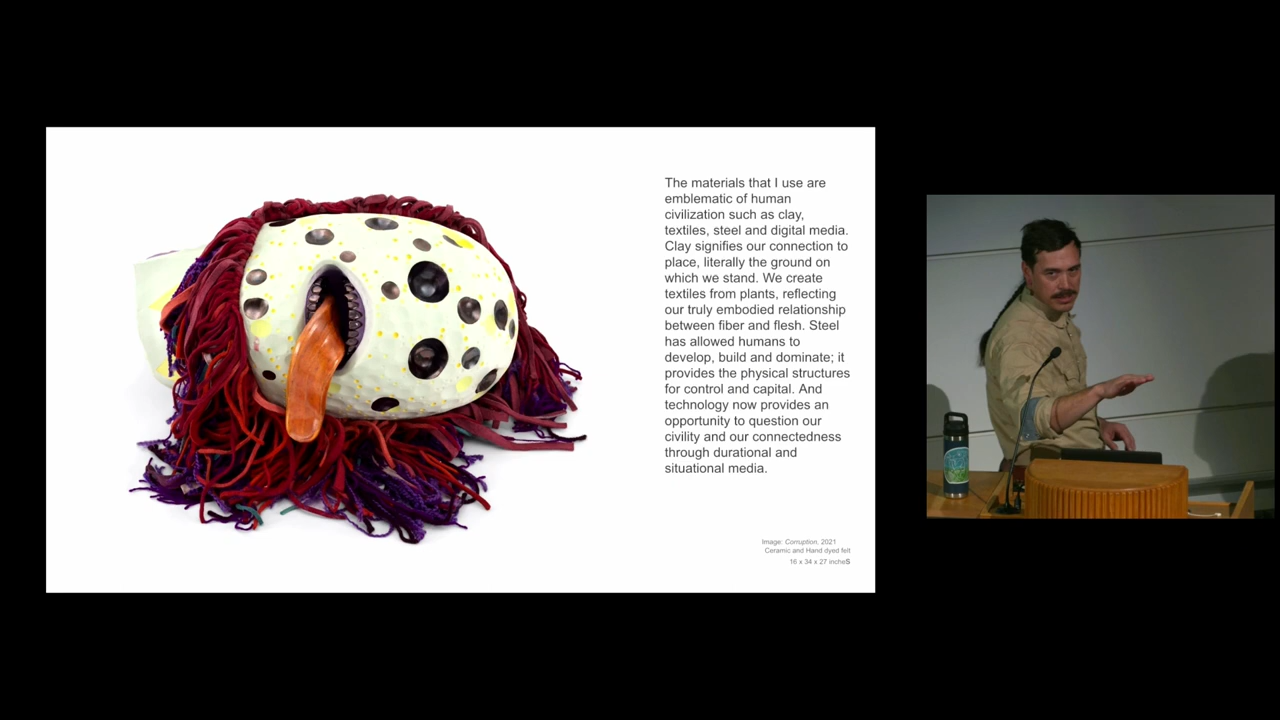 The materials that I use are
emblematic of human
civilization such as clay,
textiles, steel and digital media.
Clay signifies our connection to
place, literally the ground on
which we stand. We create
textiles from plants, reflecting
our truly embodied relationship
between fiber and flesh. Steel
has allowed humans to
develop, build and dominate; it
provides the physical structures
for control and capital. And
technology now provides an
opportunity to question our
civility and our connectedness
through durational and
situational media.
Image: Corruption, 2021
Ceramic and Hand dyed felt
16 x 34 x 27 incheS